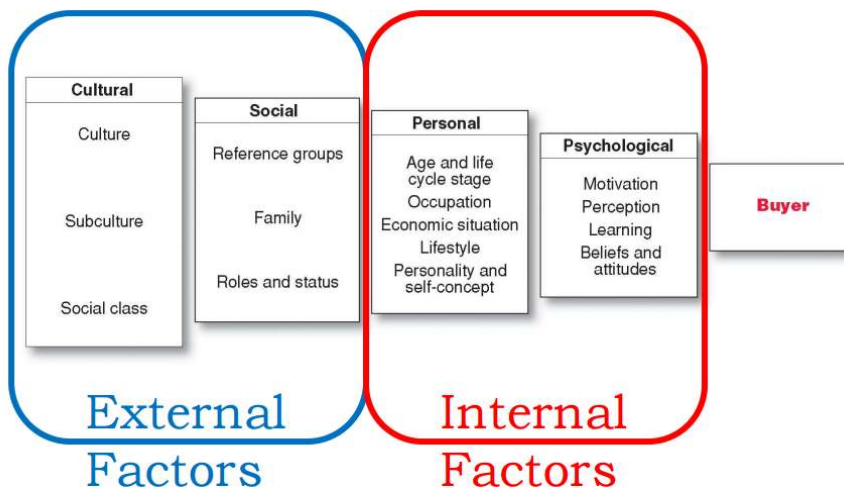 Cultural
Culture
Subculture
Social class
Social
Reference groups
Family
Roles and status
Personal
Age and life
cycle stage
Occupation
Economic situation
Lifestyle
Personality and
self-concept
Psychological
Motivation
Perception
Learning
Beliefs and
attitudes
Buyer
External
Factors
Internal
Factors